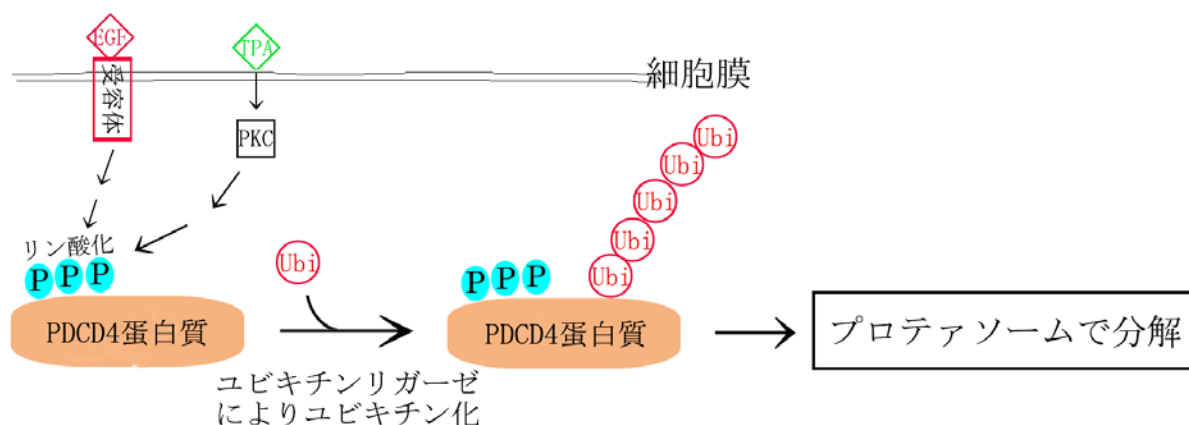 EGF
TPA
細胞膜
受容体
PKC
Ubi
Ubi
Ubi
Ubi
Ubi
リン酸化
P P P
Ubi
P P P
PDCD4蛋白質
PDCD4蛋白質
プロテァソームで分解
ユビキチンリガーゼ
によりユビキチン化